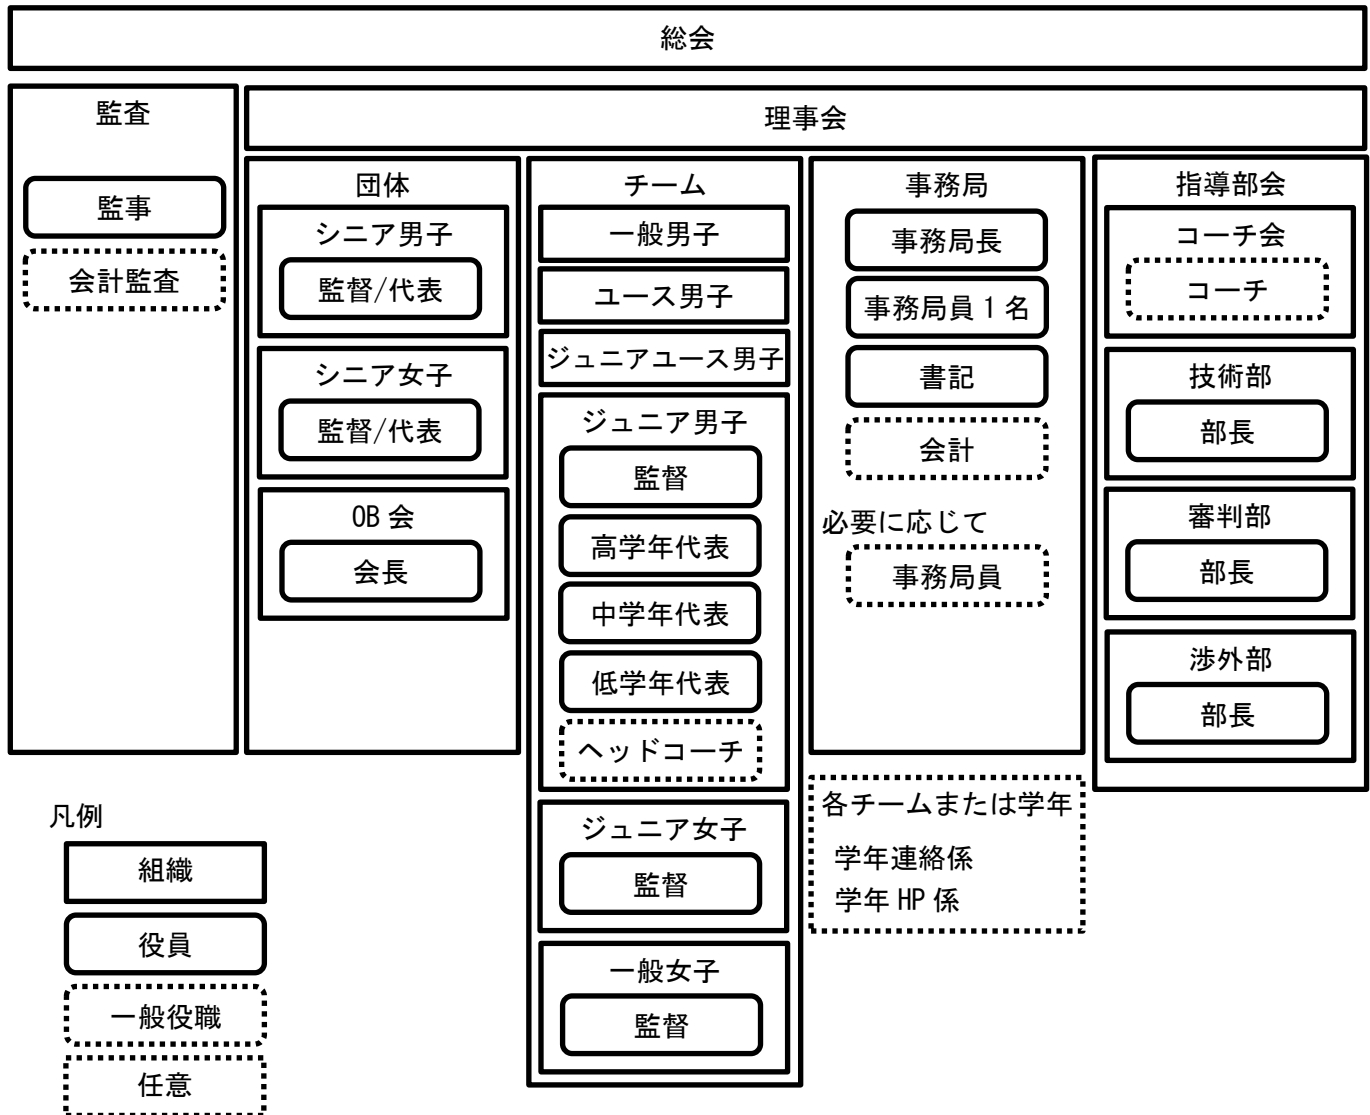 総会
監査
監事
会計監査
理事会
団体
シニア男子
監督/代表
シニア女子
監督/代表
OB会
会長
チーム
一般男子
ユース男子
ジュニアユース男子
ジュニア男子
監督
高学年代表
中学年代表
低学年代表
ヘッドコーチ
ジュニア女子
監督
一般女子
監督
事務局
事務局長
事務局員1名
書記
会計
必要に応じて
事務局員
各チームまたは学年
学年連絡係
学年HP係
指導部会
コーチ会
コーチ
技術部
部長
審判部
部長
渉外部
部長
凡例
組織
役員
一般役職
任意